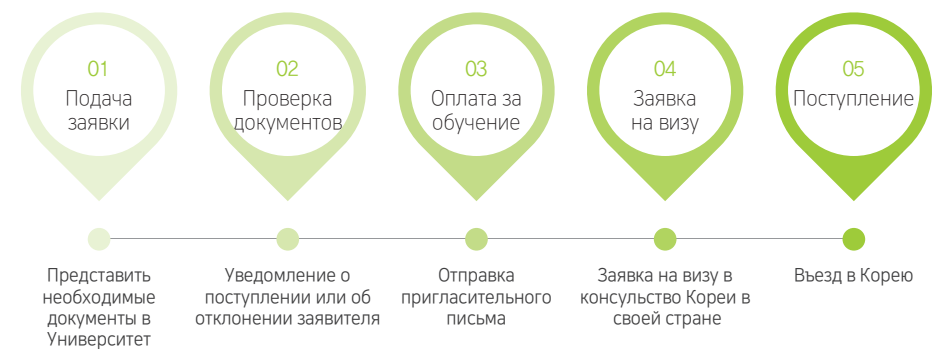 01
Подача
заявки
02
Проверка
документов
03
Оплата за
обучение
04
Заявка
на визу
05
Поступление
Представить
необходимые
документы в
Университет
Уведомление о
поступлении или об
отклонении заявителя
Отправка
пригласительного
письма
Заявка на визу в
консульство Кореи в
своей стране
Въезд в Корею